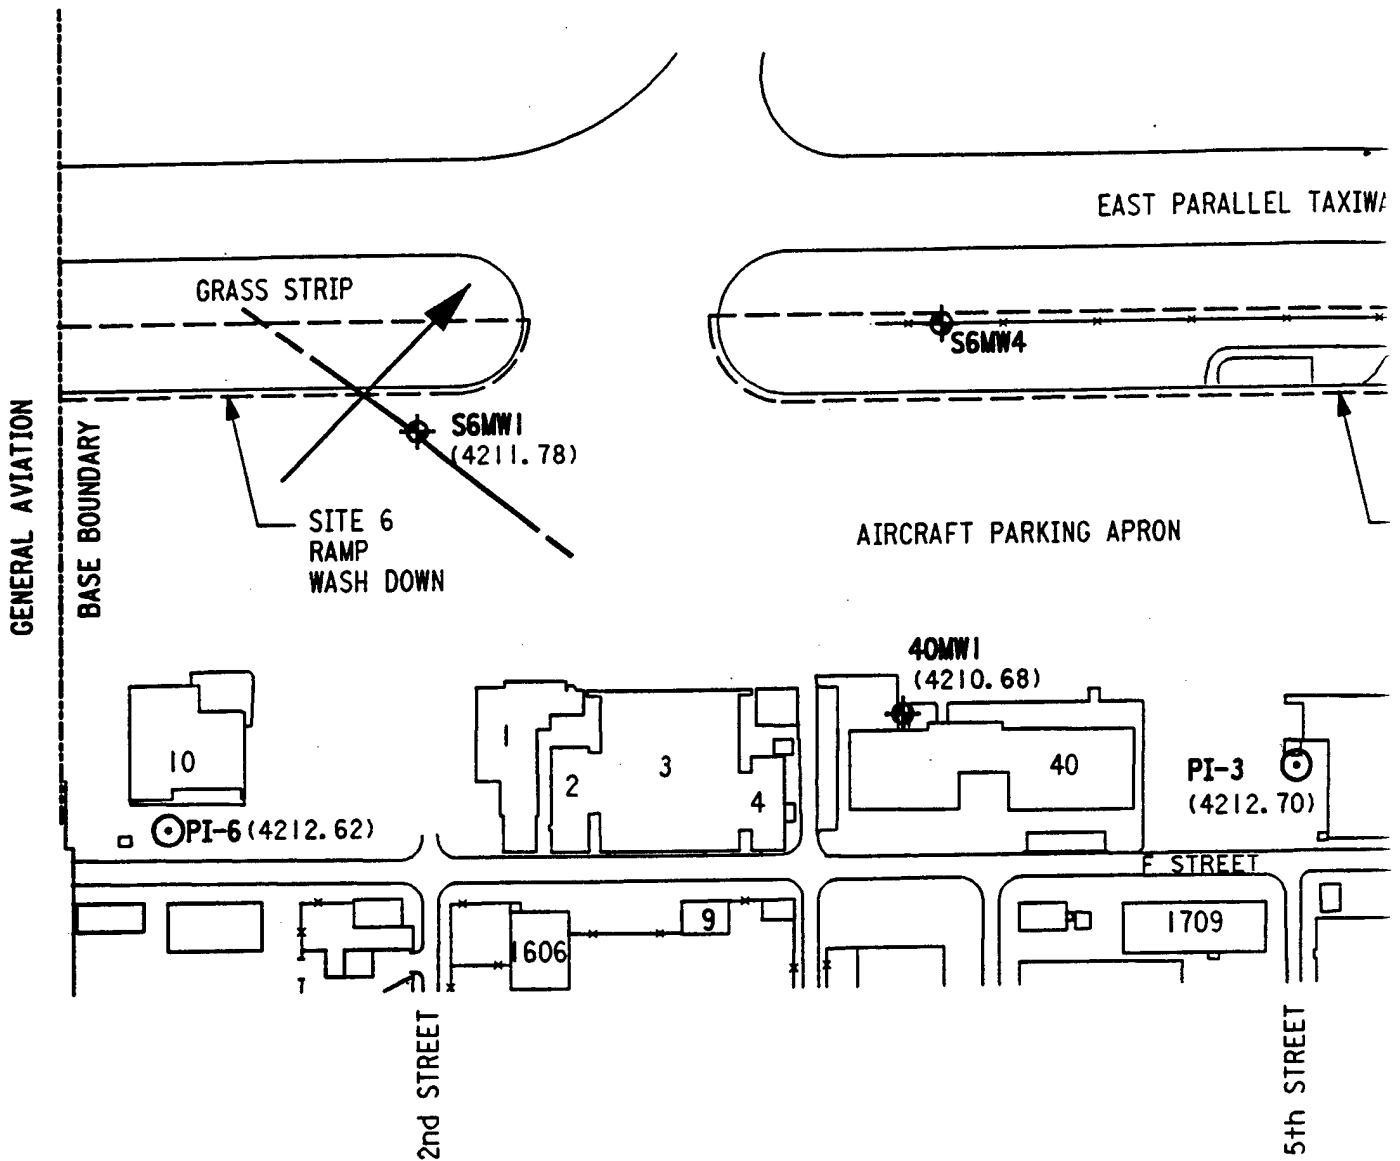 EAST PARALLEL TAXIWA
GRASS STRIP
S6MW4
S6MW1
(4211.78)
GENERAL AVIATION
BASE BOUNDARY
SITE 6
RAMP
WASH DOWN
AIRCRAFT PARKING APRON
40MW1
(4210.68)
10
1
2
3
4
40
PI-3
(4212.70)
PI-6 (4212.62)
F STREET
1606
9
1709
2nd STREET
5th STREET